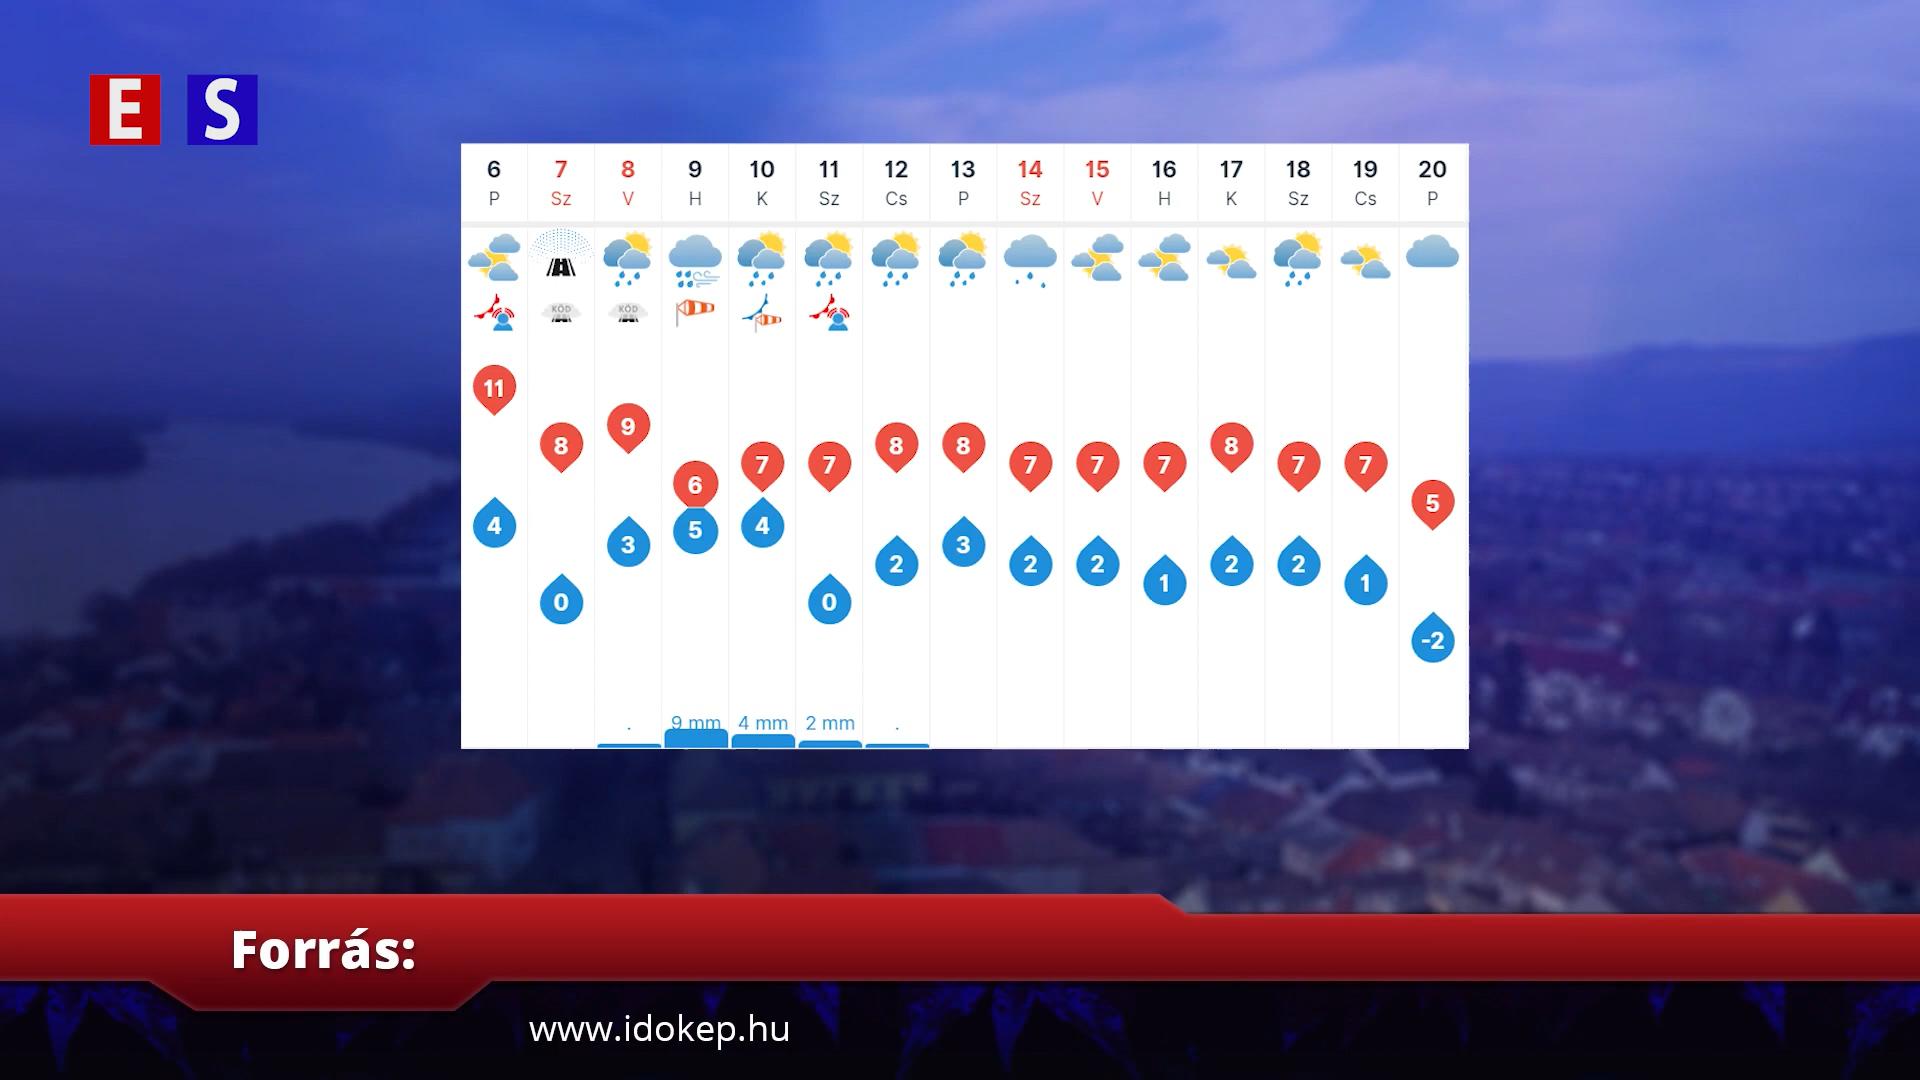 E S
6 7 8 9 10 11 12 13 14 15 16 17 18 19 20
P Sz V H K Sz Cs P Sz V H K Sz Cs P
KÖD KÖD
11 8 9 6 7 7 8 8 7 7 7 8 7 7 5
4 0 3 5 4 0 2 3 2 2 1 2 2 1 -2
. 9 mm 4 mm 2 mm .
Forrás:
www.idokep.hu